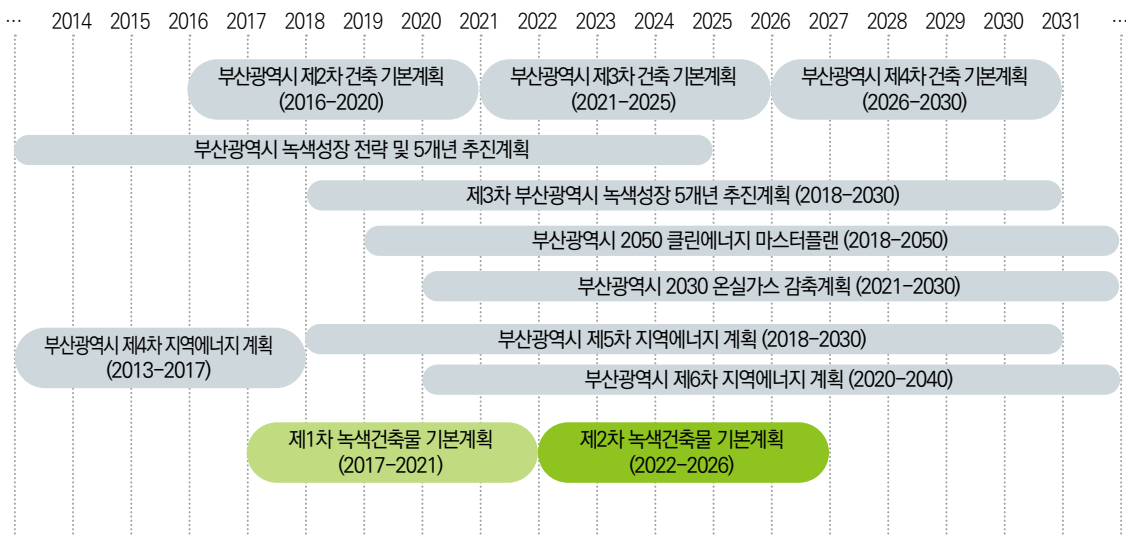 … 2014 2015 2016 2017 2018 2019 2020 2021 2022 2023 2024 2025 2026 2027 2028 2029 2030 2031 …
부산광역시 제2차 건축 기본계획
(2016-2020)
부산광역시 제3차 건축 기본계획
(2021-2025)
부산광역시 제4차 건축 기본계획
(2026-2030)
부산광역시 녹색성장 전략 및 5개년 추진계획
제3차 부산광역시 녹색성장 5개년 추진계획 (2018-2030)
부산광역시 2050 클린에너지 마스터플랜 (2018-2050)
부산광역시 2030 온실가스 감축계획 (2021-2030)
부산광역시 제4차 지역에너지 계획
(2013-2017)
부산광역시 제5차 지역에너지 계획 (2018-2030)
부산광역시 제6차 지역에너지 계획 (2020-2040)
제1차 녹색건축물 기본계획
(2017-2021)
제2차 녹색건축물 기본계획
(2022-2026)